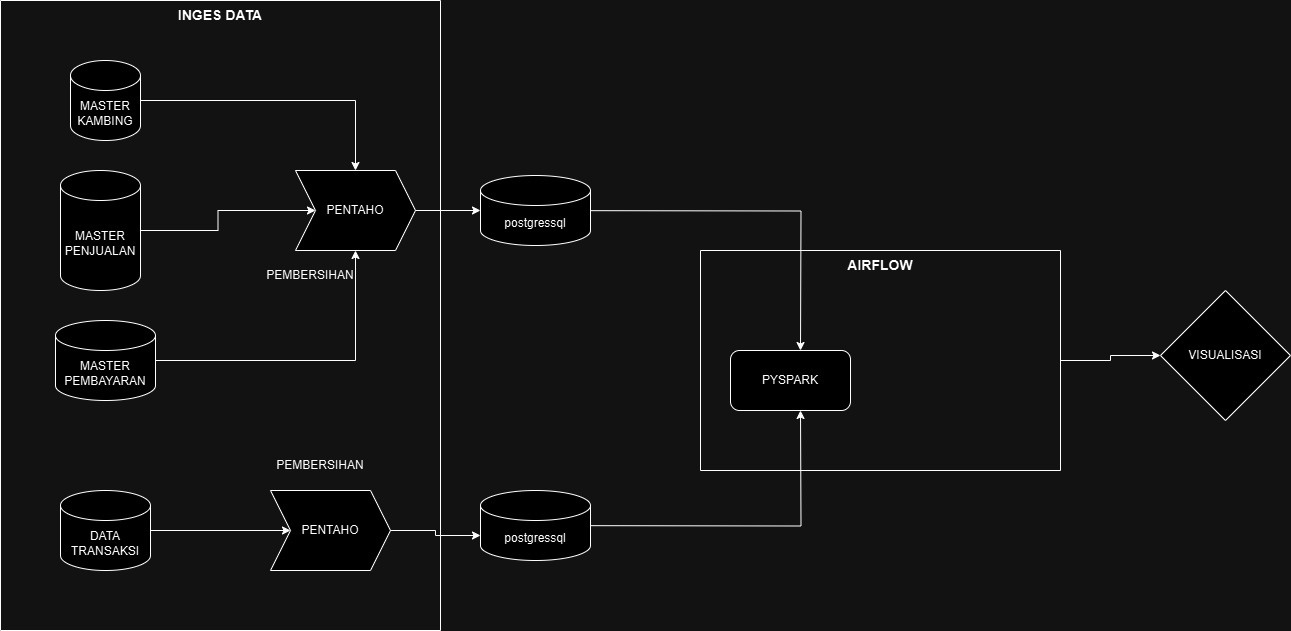 INGES DATA
MASTER
KAMBING
MASTER
PENJUALAN
PENTAHO
PEMBERSIHAN
MASTER
PEMBAYARAN
postgressql
AIRFLOW
PYSPARK
VISUALISASI
PEMBERSIHAN
DATA
TRANSAKSI
PENTAHO
postgressql